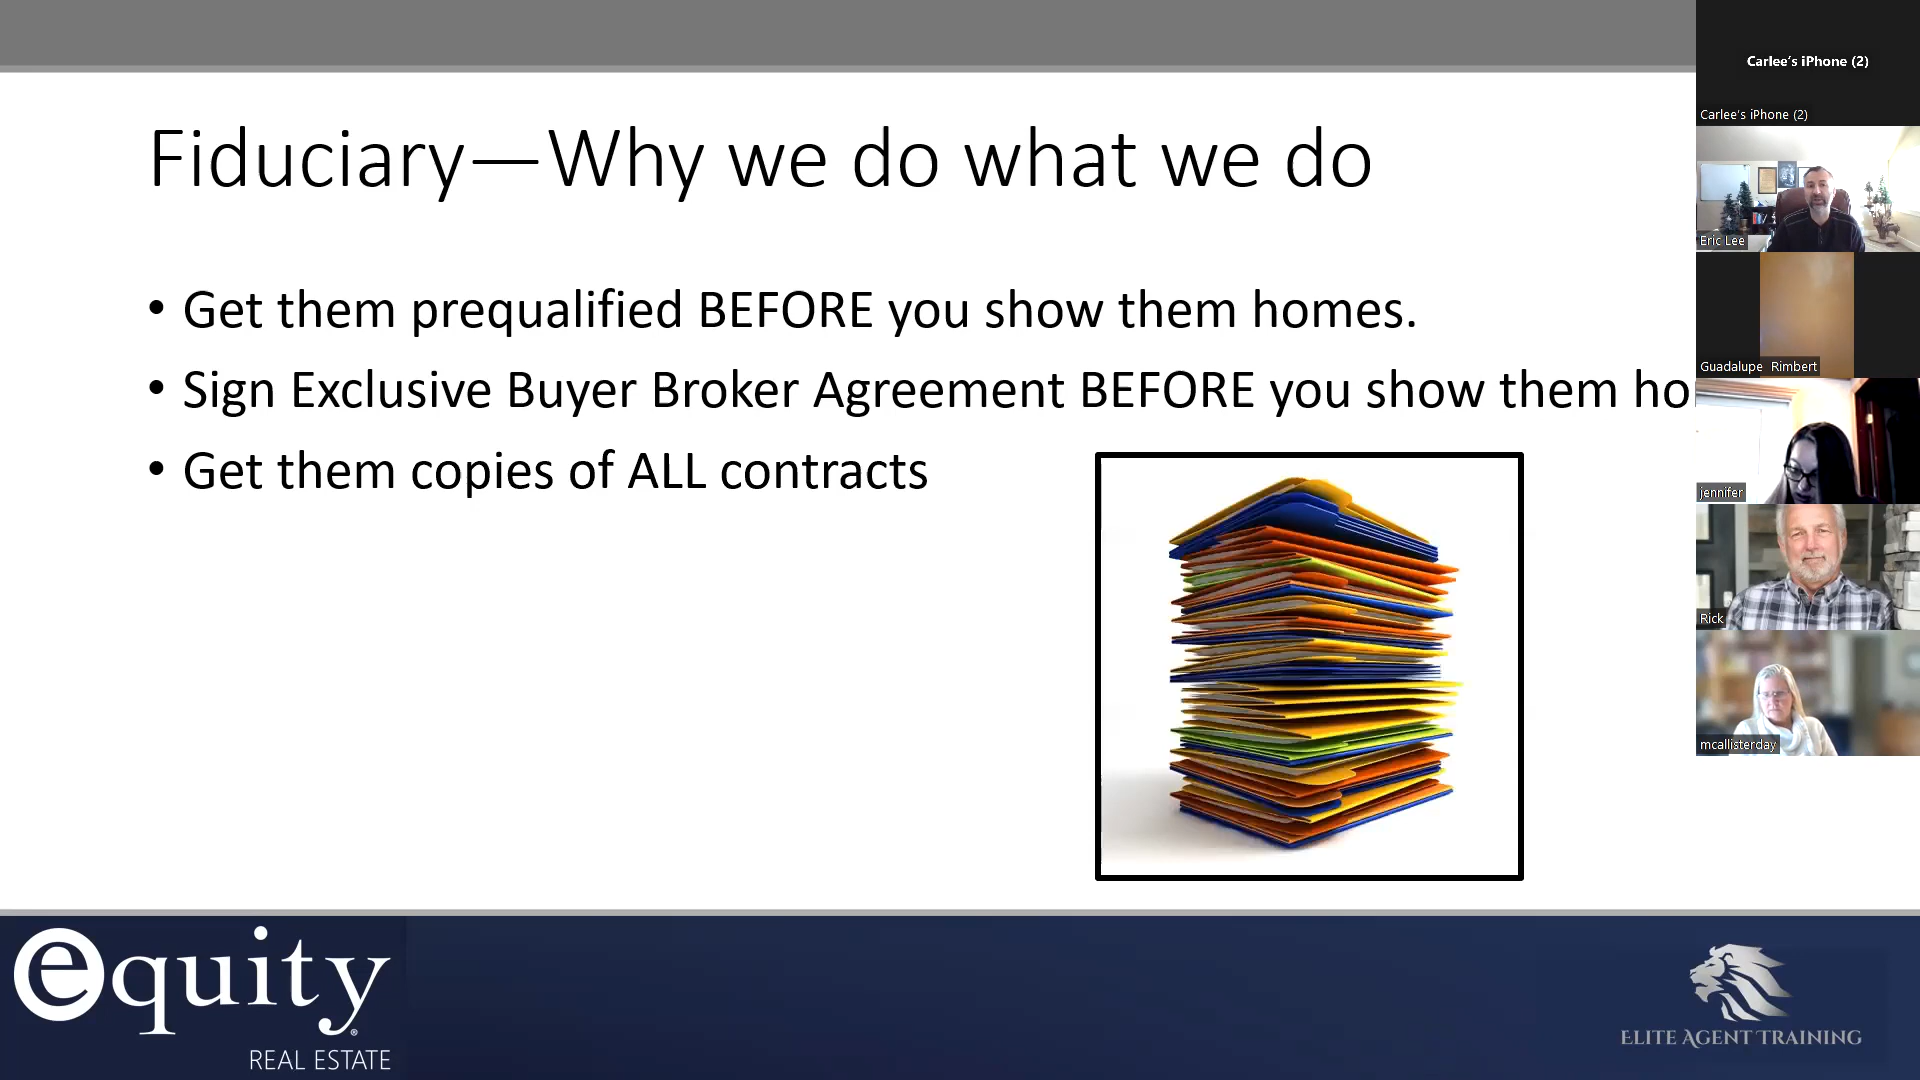 Fiduciary—Why we do what we do
• Get them prequalified BEFORE you show them homes.
• Sign Exclusive Buyer Broker Agreement BEFORE you show them ho
• Get them copies of ALL contracts
Carlee's iPhone (2)
Carlee's iPhone (2)
Eric Lee
Guadalupe Rimbert
jennifer
Rick
mcallisterday
equity®
REAL ESTATE
ELITE AGENT TRAINING